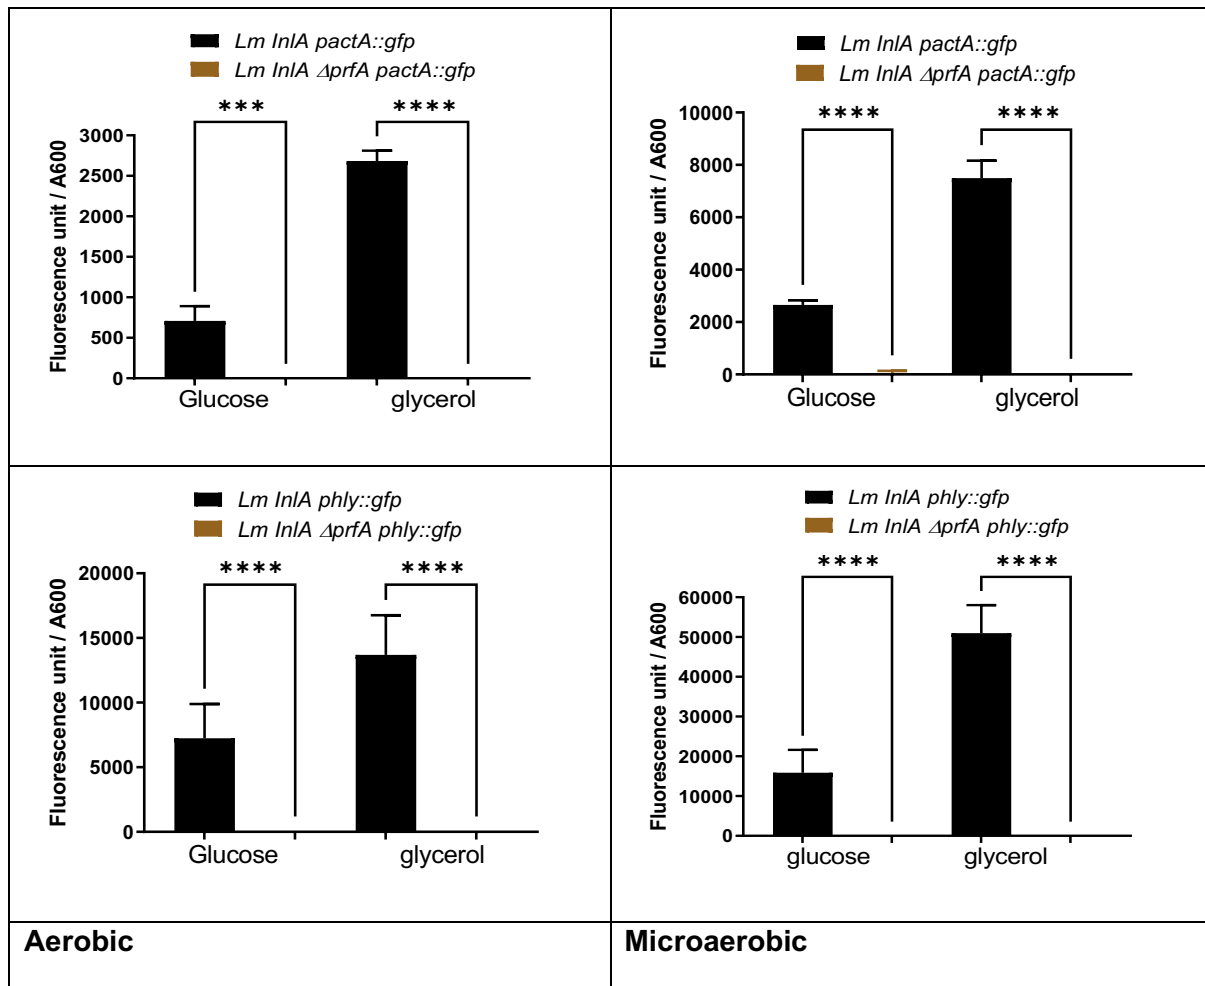 Lm InlA pactA::gfp
Lm InlA ΔprfA pactA::gfp
*** ****
Fluorescence unit / A600
3000
2500
2000
1500
1000
500
0
Glucose glycerol
Lm InlA pactA::gfp
Lm InlA ΔprfA pactA::gfp
**** ****
Fluorescence unit / A600
10000
8000
6000
4000
2000
0
Glucose glycerol
Lm InlA phly::gfp
Lm InlA ΔprfA phly::gfp
**** ****
Fluorescence unit / A600
20000
15000
10000
5000
0
Glucose glycerol
Lm InlA phly::gfp
Lm InlA ΔprfA phly::gfp
**** ****
Fluorescence unit / A600
60000
50000
40000
30000
20000
10000
0
glucose glycerol
Aerobic
Microaerobic